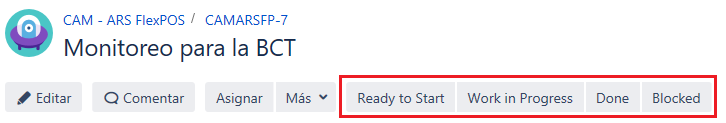 CAM - ARS FlexPOS / CAMARSFP-7
Monitoreo para la BCT
Editar Comentar Asignar Más Ready to Start Work in Progress Done Blocked